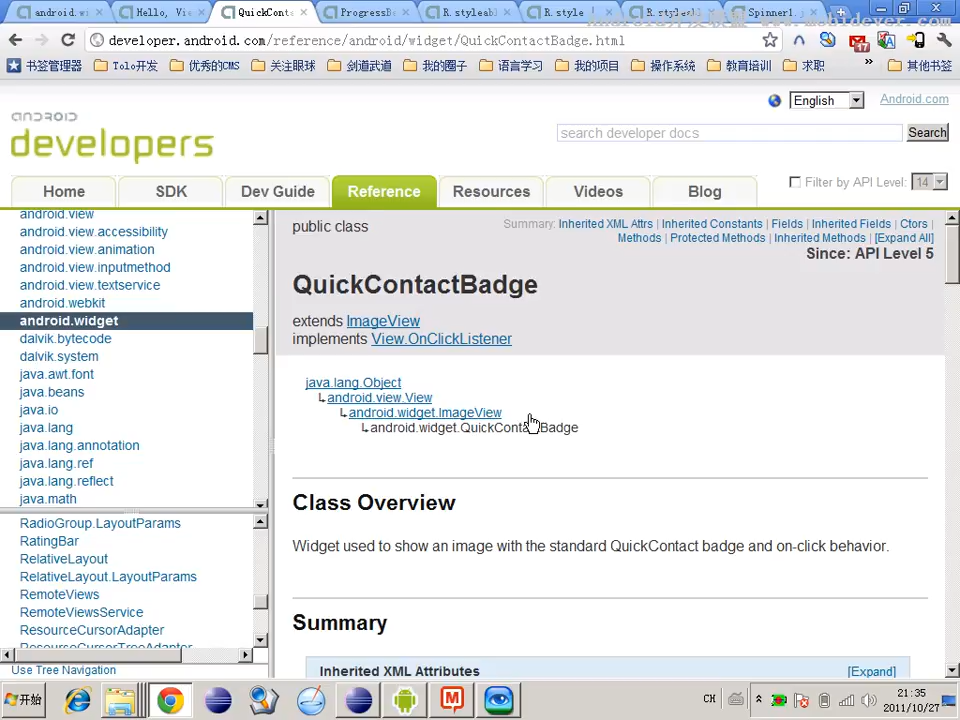 android.wi
Hello, Vie
QuickConta
ProgressBa
R.styleabl
R.style
R.styleabl
Spinner1.j
www.mobidever.com
developer.android.com/reference/android/widget/QuickContactBadge.html
17
书签管理器
Tolo开发
优秀的CMS
关注眼球
剑道武道
我的圈子
语言学习
我的项目
操作系统
教育培训
求职
»
其他书签
English
Android.com
android
developers
search developer docs
Search
Home
SDK
Dev Guide
Reference
Resources
Videos
Blog
Filter by API Level:
14
android.view
android.view.accessibility
android.view.animation
android.view.inputmethod
android.view.textservice
android.webkit
android.widget
dalvik.bytecode
dalvik.system
java.awt.font
java.beans
java.io
java.lang
java.lang.annotation
java.lang.ref
java.lang.reflect
java.math
RadioGroup.LayoutParams
RatingBar
RelativeLayout
RelativeLayout.LayoutParams
RemoteViews
RemoteViewsService
ResourceCursorAdapter
ResourceCursorTreeAdapter
Use Tree Navigation
public class
Summary: Inherited XML Attrs | Inherited Constants | Fields | Inherited Fields | Ctors |
Methods | Protected Methods | Inherited Methods | [Expand All]
Since: API Level 5
QuickContactBadge
extends ImageView
implements View.OnClickListener
java.lang.Object
↳android.view.View
↳android.widget.ImageView
↳android.widget.QuickContactBadge
Class Overview
Widget used to show an image with the standard QuickContact badge and on-click behavior.
Summary
Inherited XML Attributes
[Expand]
开始
CH
21:35
2011/10/27